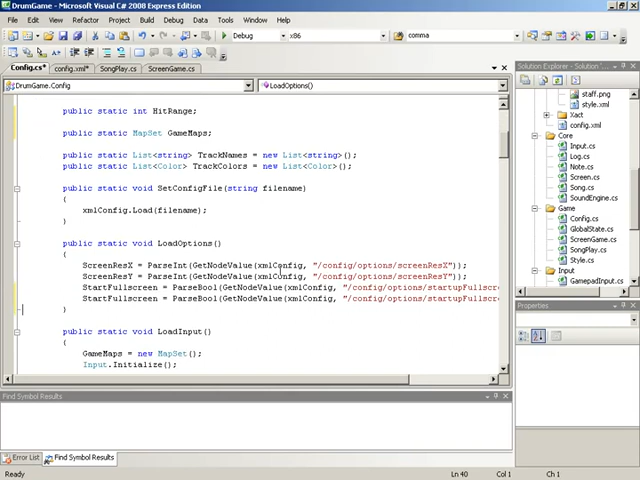 DrumGame - Microsoft Visual C# 2008 Express Edition
File Edit View Refactor Project Build Debug Data Tools Window Help
Debug x86 comma
Config.cs* config.xml* SongPlay.cs ScreenGame.cs
DrumGame.Config LoadOptions()
public static int HitRange;
public static MapSet GameMaps;
public static List<string> TrackNames = new List<string>();
public static List<Color> TrackColors = new List<Color>();
public static void SetConfigFile(string filename)
{
xmlConfig.Load(filename);
}
public static void LoadOptions()
{
ScreenResX = ParseInt(GetNodeValue(xmlConfig, "/config/options/screenResX"));
ScreenResY = ParseInt(GetNodeValue(xmlConfig, "/config/options/screenResY"));
StartFullscreen = ParseBool(GetNodeValue(xmlConfig, "/config/options/startupFullscr
StartFullscreen = ParseBool(GetNodeValue(xmlConfig, "/config/options/startupFullscr
}
public static void LoadInput()
{
GameMaps = new MapSet();
Input.Initialize();
Solution Explorer - DrumGame
staff.png
style.xml
Xact
config.xml
Core
Input.cs
Log.cs
Note.cs
Screen.cs
Song.cs
SoundEngine.cs
Game
Config.cs
GlobalState.cs
ScreenGame.cs
SongPlay.cs
Style.cs
Input
GamepadInput.cs
Properties
Find Symbol Results
Error List Find Symbol Results
Ready Ln 40 Col 1 Ch 1